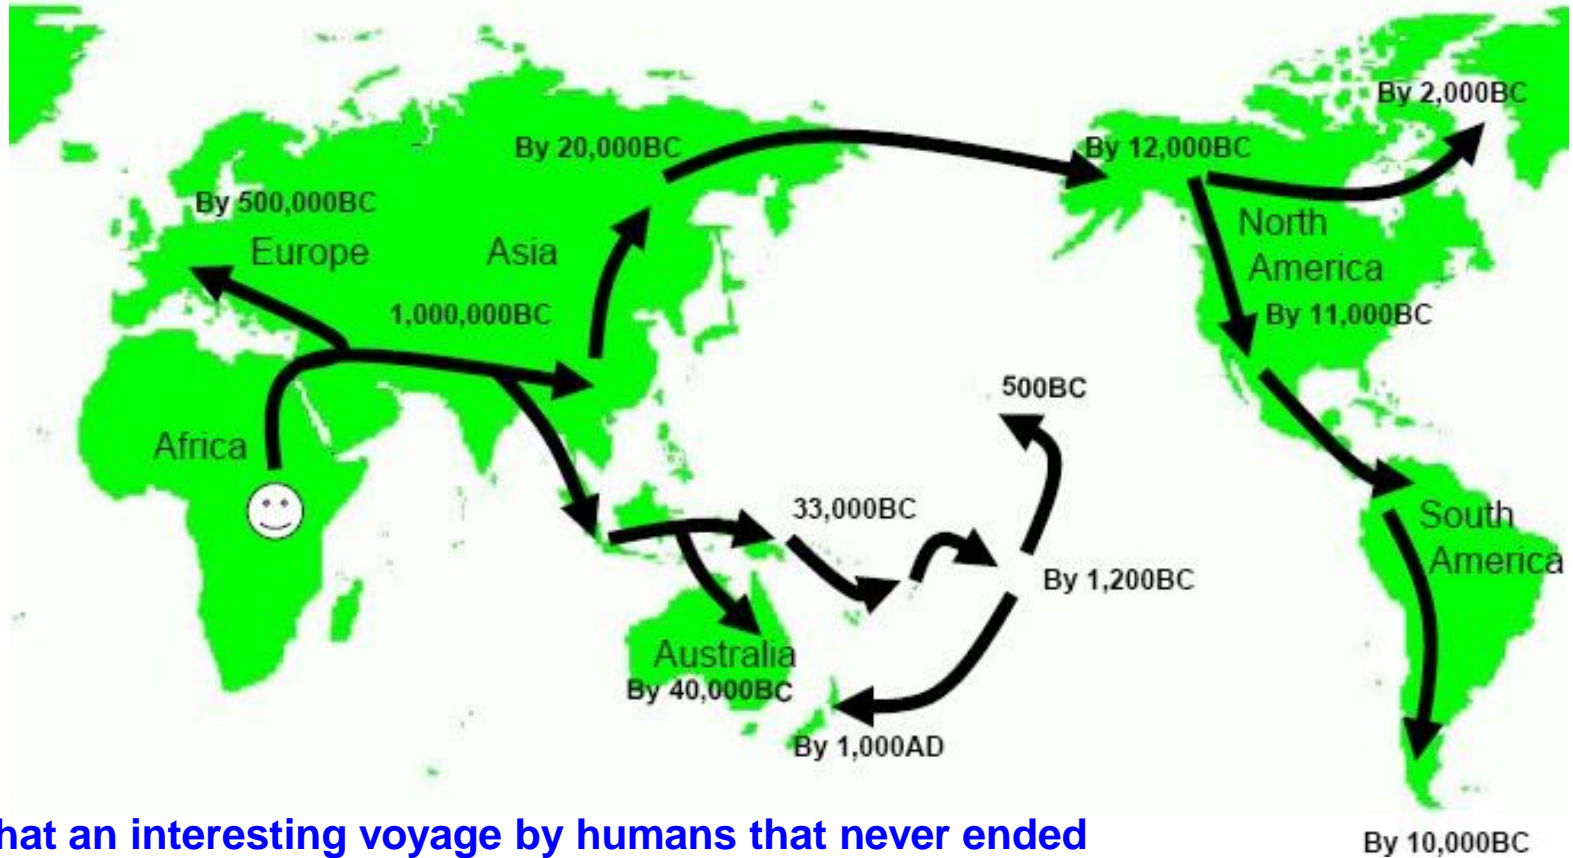 By 2,000BC
By 20,000BC
By 12,000BC
By 500,000BC
Europe
Asia
North
America
1,000,000BC
By 11,000BC
500BC
Africa
33,000BC
South
America
By 1,200BC
Australia
By 40,000BC
By 1,000AD
hat an interesting voyage by humans that never ended
By 10,000BC